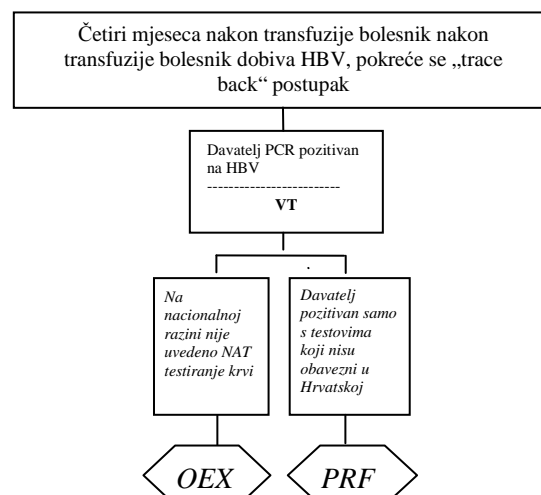 Četiri mjeseca nakon transfuzije bolesnik nakon
transfuzije bolesnik dobiva HBV, pokreće se „trace
back“ postupak
Davatelj PCR pozitivan
na HBV
-------------------------
VT
Na
nacionalnoj
razini nije
uvedeno NAT
testiranje krvi
Davatelj
pozitivan samo
s testovima
koji nisu
obavezni u
Hrvatskoj
OEX
PRF